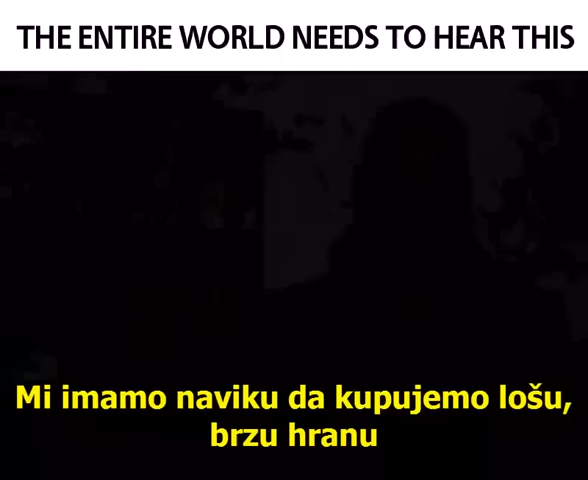 THE ENTIRE WORLD NEEDS TO HEAR THIS
Mi imamo naviku da kupujemo lošu,
brzu hranu